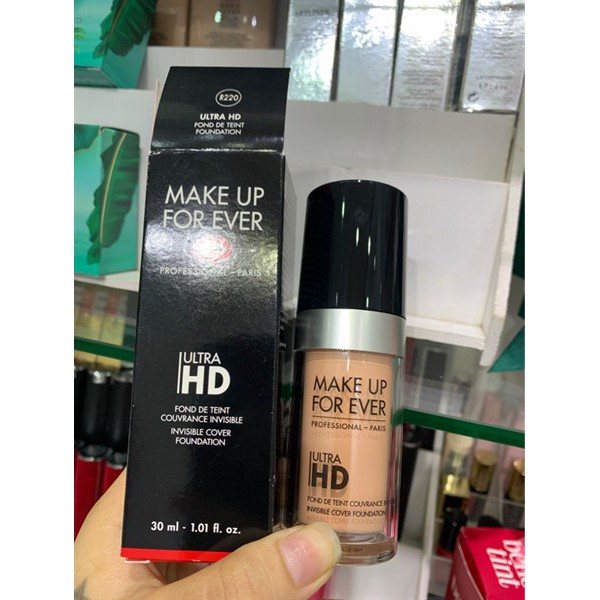 R220
ULTRA HD
FOND DE TEINT
FOUNDATION
MAKE UP
FOR EVER
PROFESSIONAL – PARIS
ULTRA
HD
FOND DE TEINT
COUVRANCE INVISIBLE
INVISIBLE COVER
FOUNDATION
30 ml - 1.01 fl. oz.
MAKE UP
FOR EVER
PROFESSIONAL – PARIS
ULTRA
HD
FOND DE TEINT COUVRANCE
INVISIBLE COVER FOUNDATION
tint